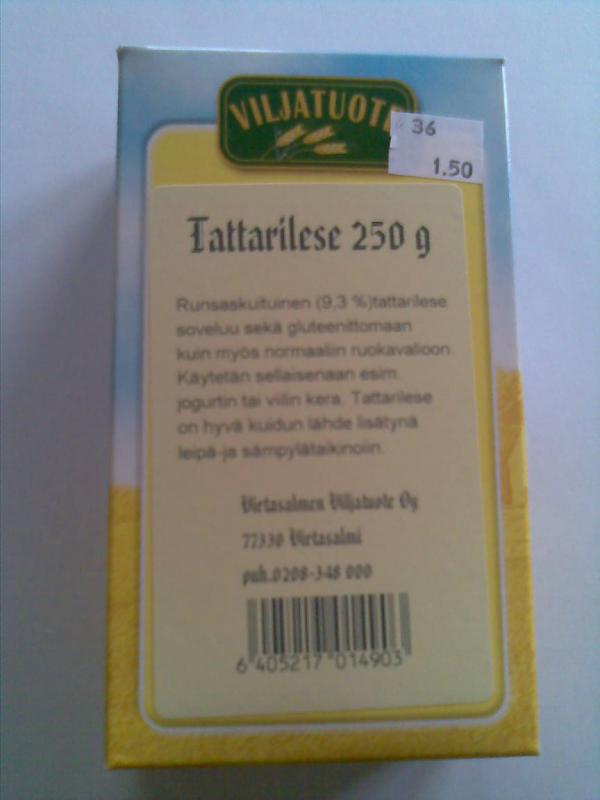 VILJATUOTE
36
1.50
Tattarilese 250 g
Runsaskuituinen (9,3 %)tattarilese
soveluu sekä gluteenittomaan
kuin myös normaaliin ruokavalioon.
Käytetän sellaisenaan esim.
jogurtin tai viilin kera. Tattarilese
on hyvä kuidun lähde lisätynä
leipä-ja sämpylätaikinoiin.
Virtasalmen Viljatuote Oy
77330 Virtasalmi
puh.0208-348 000
6 405217 014903